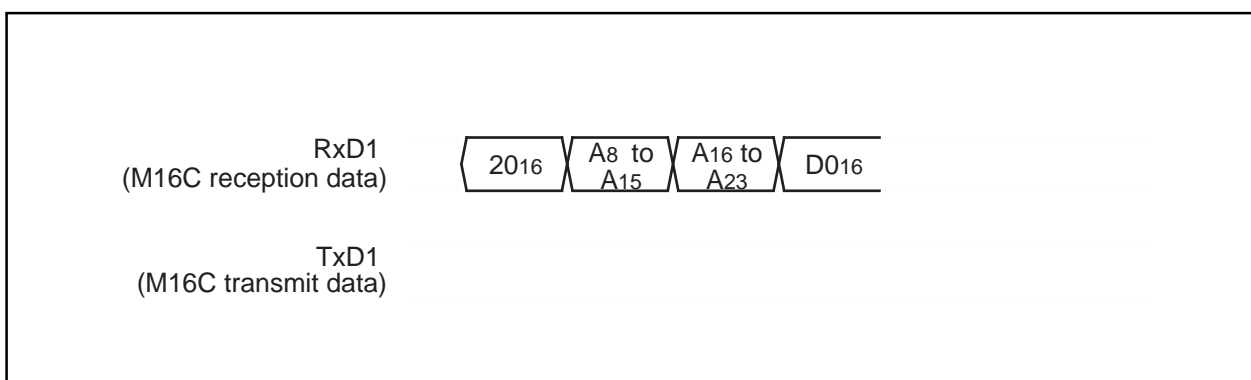 RxD1
(M16C reception data)
2016
A8 to
A15
A16 to
A23
D016
TxD1
(M16C transmit data)